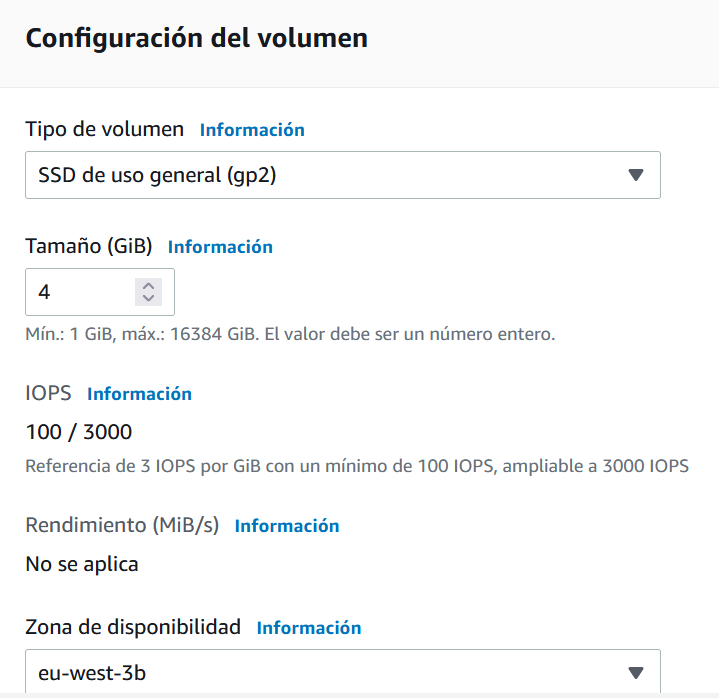 Configuración del volumen
Tipo de volumen Información
SSD de uso general (gp2)
Tamaño (GiB) Información
4
Mín.: 1 GiB, máx.: 16384 GiB. El valor debe ser un número entero.
IOPS Información
100 / 3000
Referencia de 3 IOPS por GiB con un mínimo de 100 IOPS, ampliable a 3000 IOPS
Rendimiento (MiB/s) Información
No se aplica
Zona de disponibilidad Información
eu-west-3b